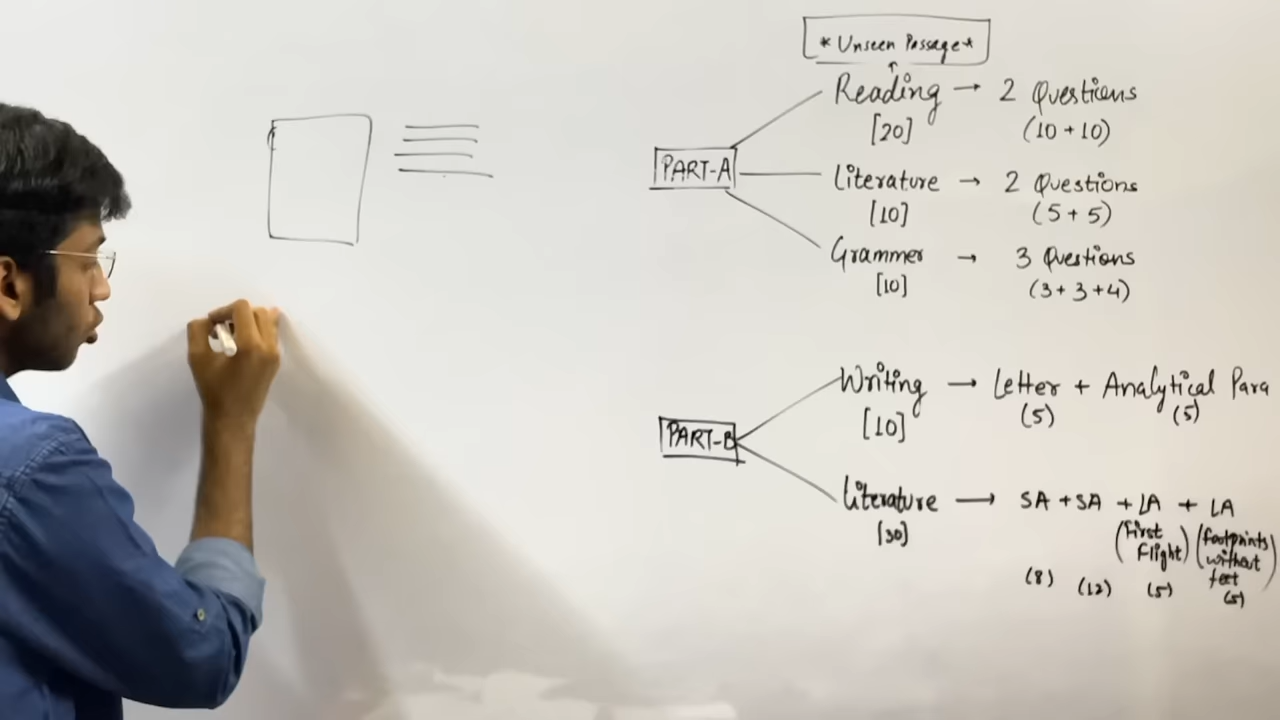 * Unseen Passage *
↑
Reading → 2 Questions
[20] (10 + 10)
PART-A
Literature → 2 Questions
[10] (5 + 5)
Grammer → 3 Questions
[10] (3 + 3 + 4)
Writing → Letter + Analytical Para
[10] (5) (5)
PART-B
Literature → SA + SA + LA + LA
[30] (First Flight) (footprints without feet)
(8) (12) (5) (5)